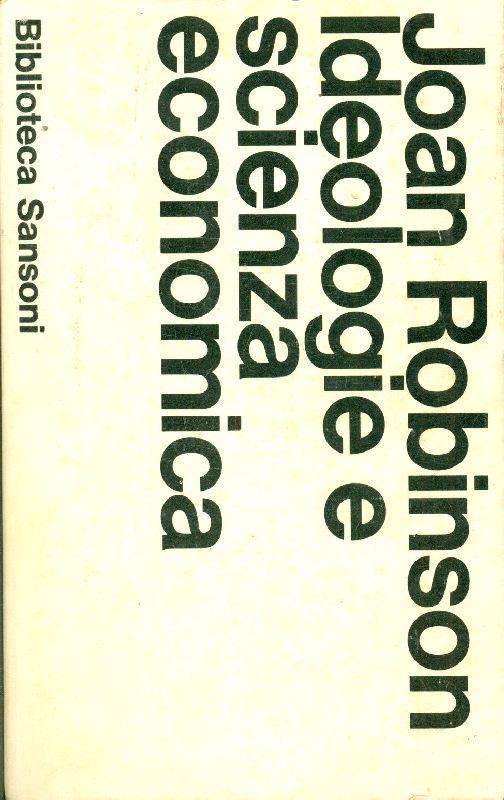 Joan Robinson
Ideologie e
scienza
economica
Biblioteca Sansoni